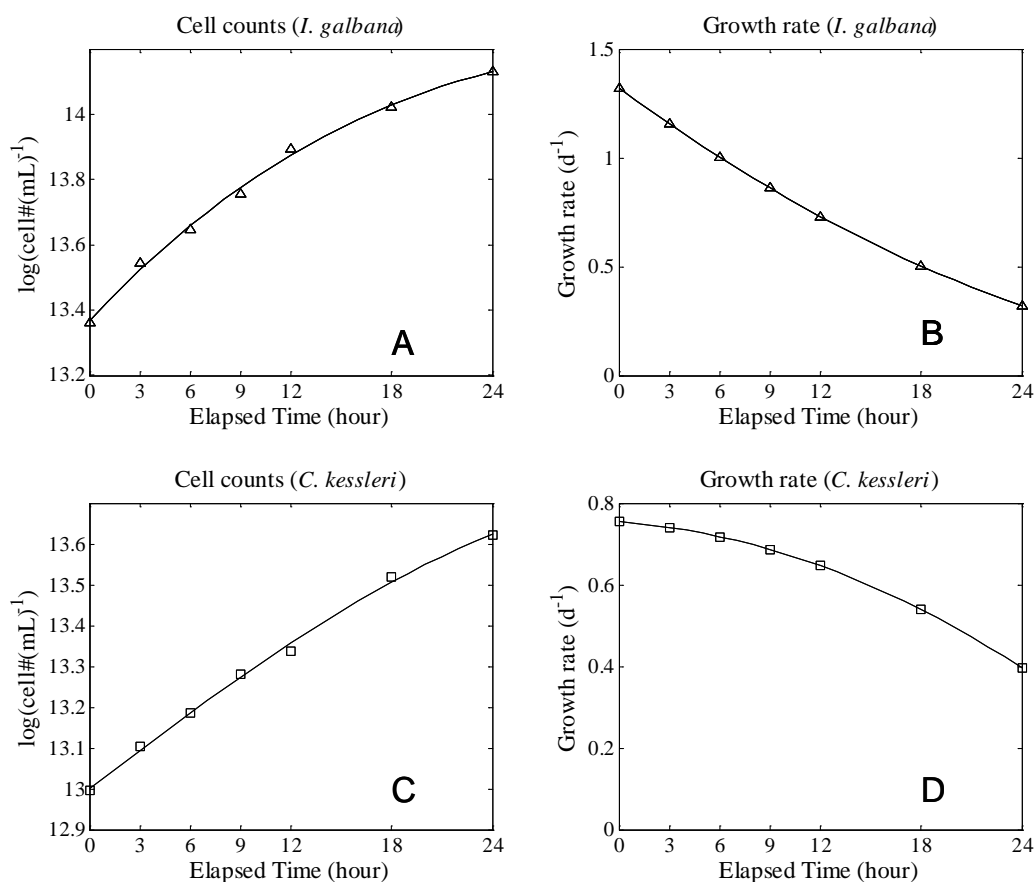 Cell counts (I. galbana)
log(cell#(mL)-1)
14
13.8
13.6
13.4
13.2
0 3 6 9 12 18 24
Elapsed Time (hour)
A
Growth rate (I. galbana)
Growth rate (d-1)
1.5
1
0.5
0
0 3 6 9 12 18 24
Elapsed Time (hour)
B
Cell counts (C. kessleri)
log(cell#(mL)-1)
13.6
13.5
13.4
13.3
13.2
13.1
13
12.9
0 3 6 9 12 18 24
Elapsed Time (hour)
C
Growth rate (C. kessleri)
Growth rate (d-1)
0.8
0.6
0.4
0.2
0
0 3 6 9 12 18 24
Elapsed Time (hour)
D